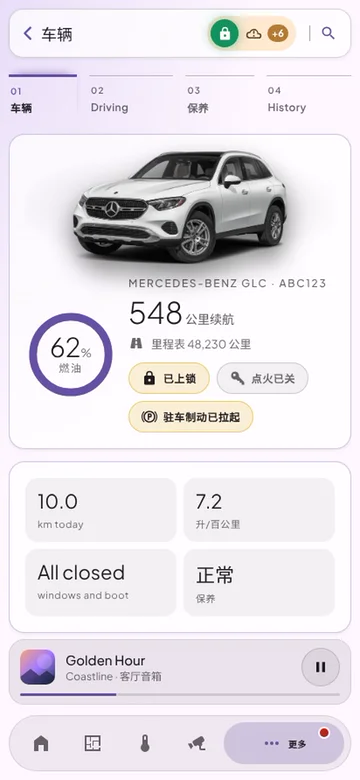 车辆
+6
01
车辆
02
Driving
03
保养
04
History
MERCEDES-BENZ GLC · ABC123
548 公里续航
62%
燃油
里程表 48,230 公里
已上锁
点火已关
驻车制动已拉起
10.0
km today
7.2
升/百公里
All closed
windows and boot
正常
保养
Golden Hour
Coastline · 客厅音箱
更多